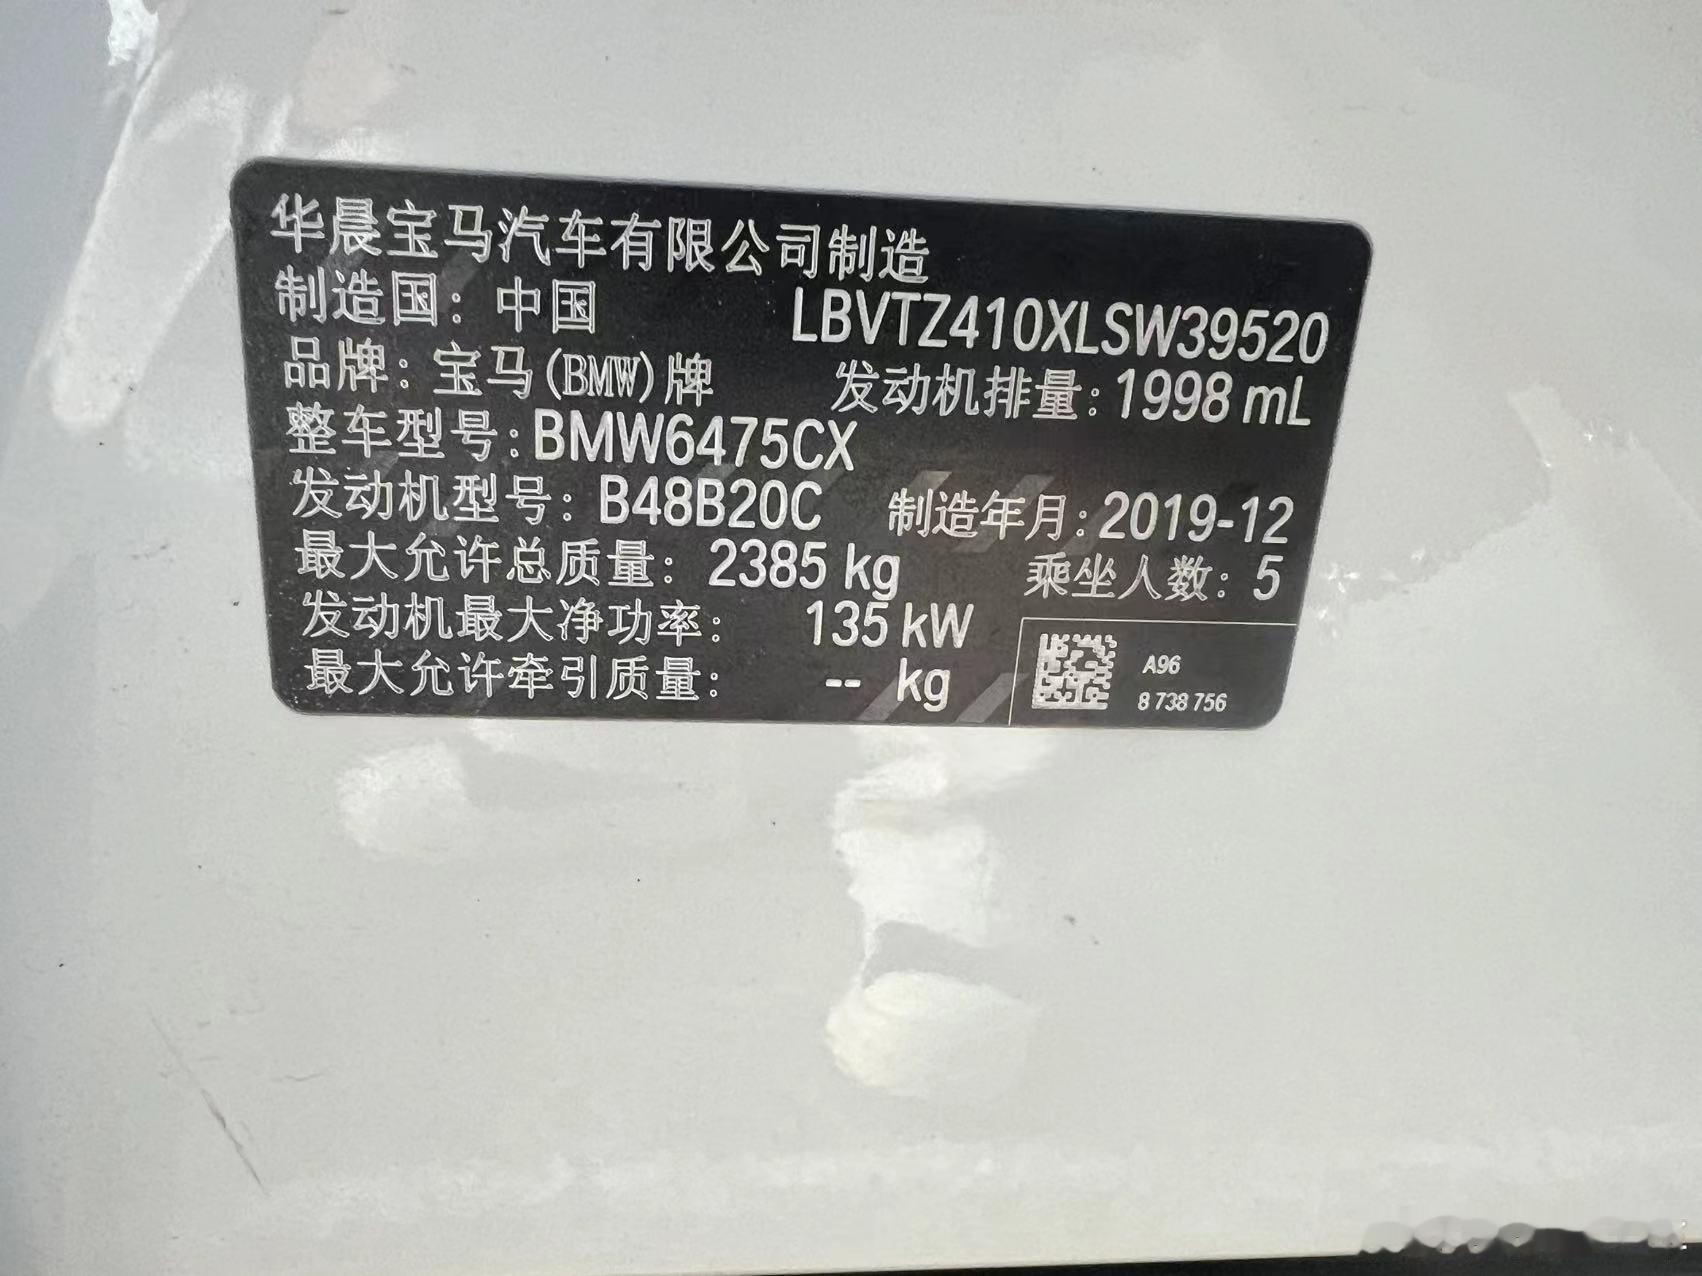 华晨宝马汽车有限公司制造
制造国：中国 LBVTZ410XLSW39520
品牌：宝马(BMW)牌 发动机排量：1998 mL
整车型号：BMW6475CX
发动机型号：B48B20C 制造年月：2019-12
最大允许总质量：2385 kg 乘坐人数：5
发动机最大净功率：135 kW
最大允许牵引质量：-- kg
A96
8 738 756